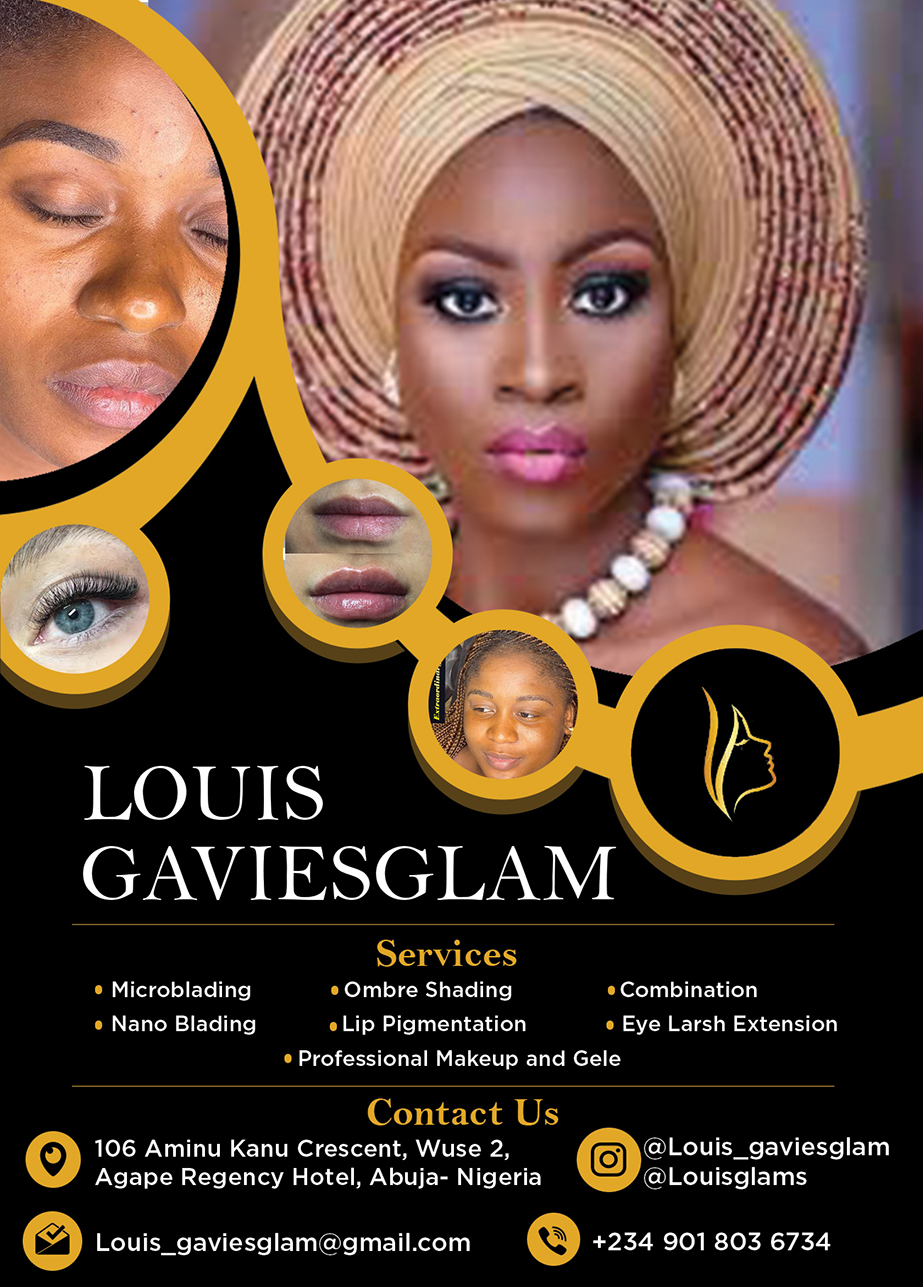 Extraordinary
LOUIS
GAVIESGLAM
Services
• Microblading
• Ombre Shading
• Combination
• Nano Blading
• Lip Pigmentation
• Eye Larsh Extension
• Professional Makeup and Gele
Contact Us
106 Aminu Kanu Crescent, Wuse 2,
Agape Regency Hotel, Abuja- Nigeria
@Louis_gaviesglam
@Louisglams
Louis_gaviesglam@gmail.com
+234 901 803 6734